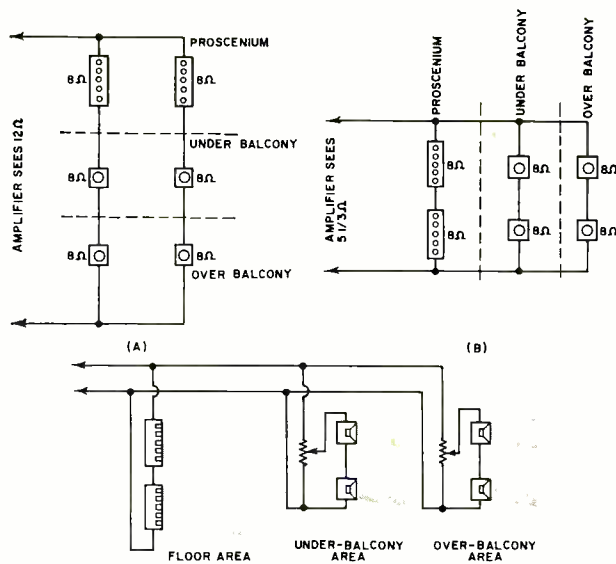 PROSCENIUM
8Ω
8Ω
UNDER BALCONY
8Ω
8Ω
8Ω
8Ω
OVER BALCONY
AMPLIFIER SEES 12Ω
(A)
PROSCENIUM
UNDER BALCONY
OVER BALCONY
8Ω
8Ω
8Ω
8Ω
8Ω
8Ω
AMPLIFIER SEES
5 1/3Ω
(B)
FLOOR AREA
UNDER-BALCONY
AREA
OVER-BALCONY
AREA